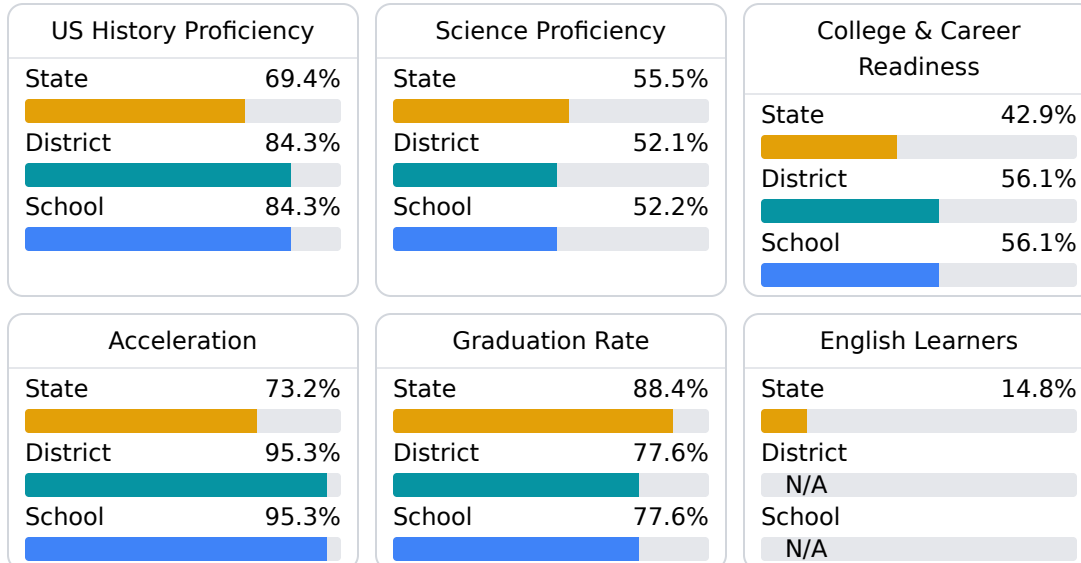 US History Proficiency
State 69.4%
District 84.3%
School 84.3%
Science Proficiency
State 55.5%
District 52.1%
School 52.2%
College & Career
Readiness
State 42.9%
District 56.1%
School 56.1%
Acceleration
State 73.2%
District 95.3%
School 95.3%
Graduation Rate
State 88.4%
District 77.6%
School 77.6%
English Learners
State 14.8%
District
N/A
School
N/A